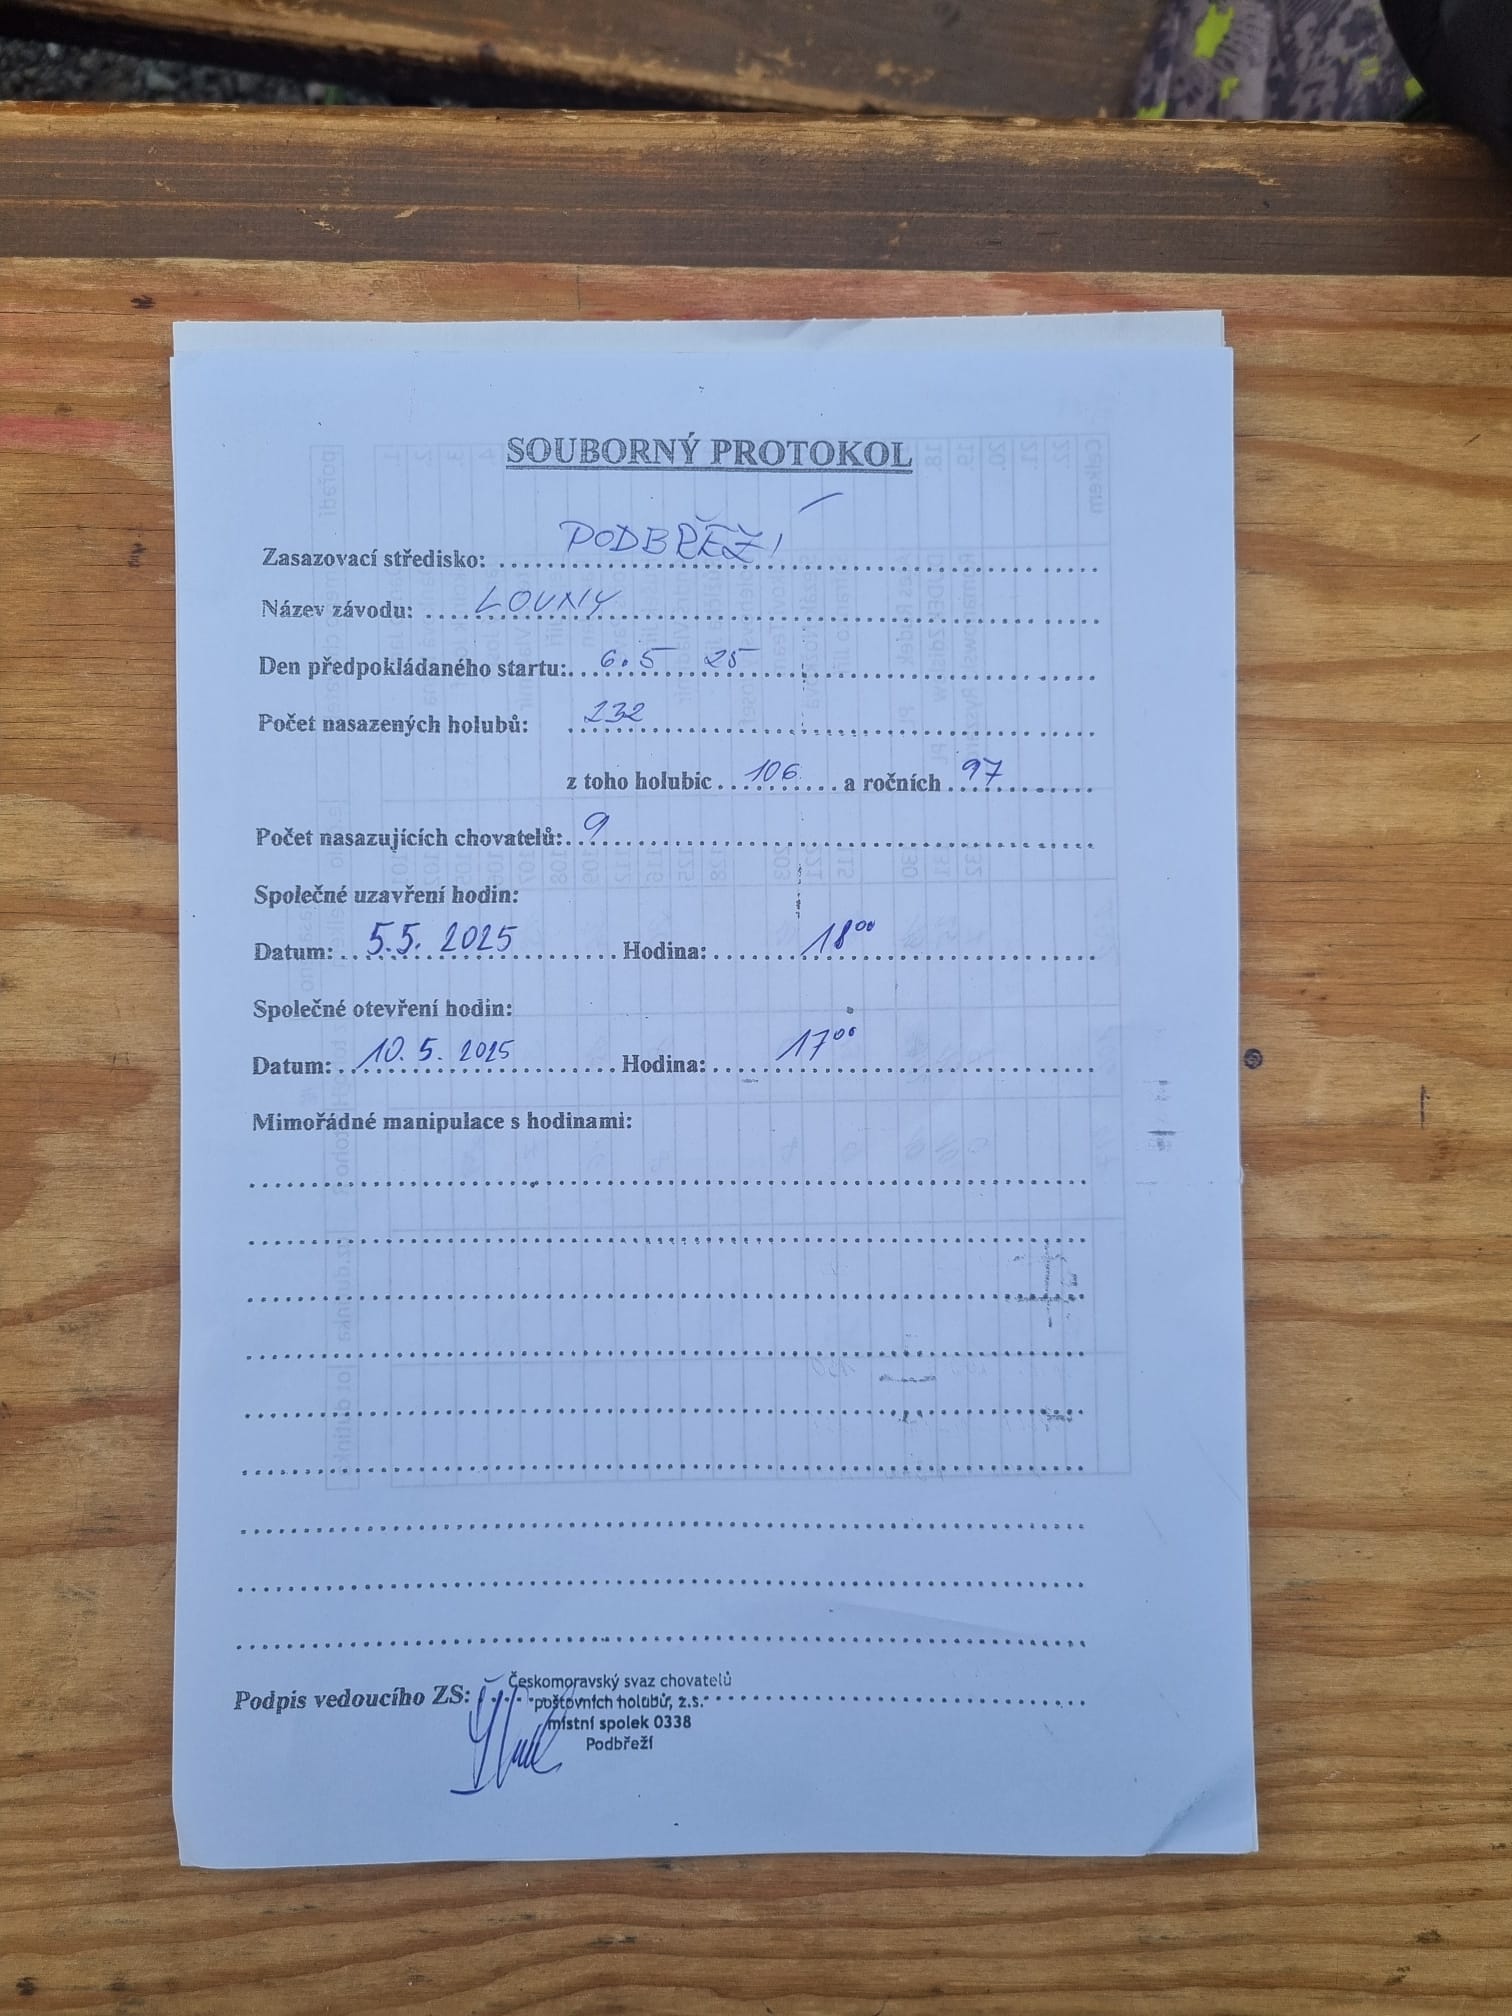 SOUBORNÝ PROTOKOL
Zasazovací středisko: PODBŘEŽÍ
Název závodu: LOUNY
Den předpokládaného startu: 6.5 25
Počet nasazených holubů: 232
z toho holubic 106 a ročních 97
Počet nasazujících chovatelů: 9
Společné uzavření hodin:
Datum: 5.5. 2025 Hodina: 18⁰⁰
Společné otevření hodin:
Datum: 10. 5. 2025 Hodina: 17⁰⁰
Mimořádné manipulace s hodinami:
Podpis vedoucího ZS:
Českomoravský svaz chovatelů
poštovních holubů, z.s.
místní spolek 0338
Podbřeží